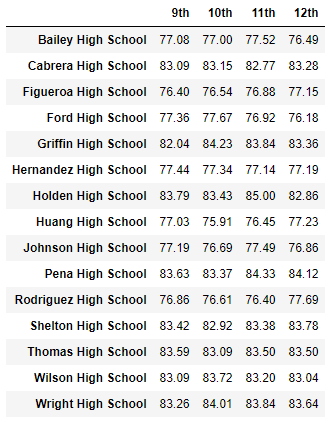 9th 10th 11th 12th
Bailey High School 77.08 77.00 77.52 76.49
Cabrera High School 83.09 83.15 82.77 83.28
Figueroa High School 76.40 76.54 76.88 77.15
Ford High School 77.36 77.67 76.92 76.18
Griffin High School 82.04 84.23 83.84 83.36
Hernandez High School 77.44 77.34 77.14 77.19
Holden High School 83.79 83.43 85.00 82.86
Huang High School 77.03 75.91 76.45 77.23
Johnson High School 77.19 76.69 77.49 76.86
Pena High School 83.63 83.37 84.33 84.12
Rodriguez High School 76.86 76.61 76.40 77.69
Shelton High School 83.42 82.92 83.38 83.78
Thomas High School 83.59 83.09 83.50 83.50
Wilson High School 83.09 83.72 83.20 83.04
Wright High School 83.26 84.01 83.84 83.64